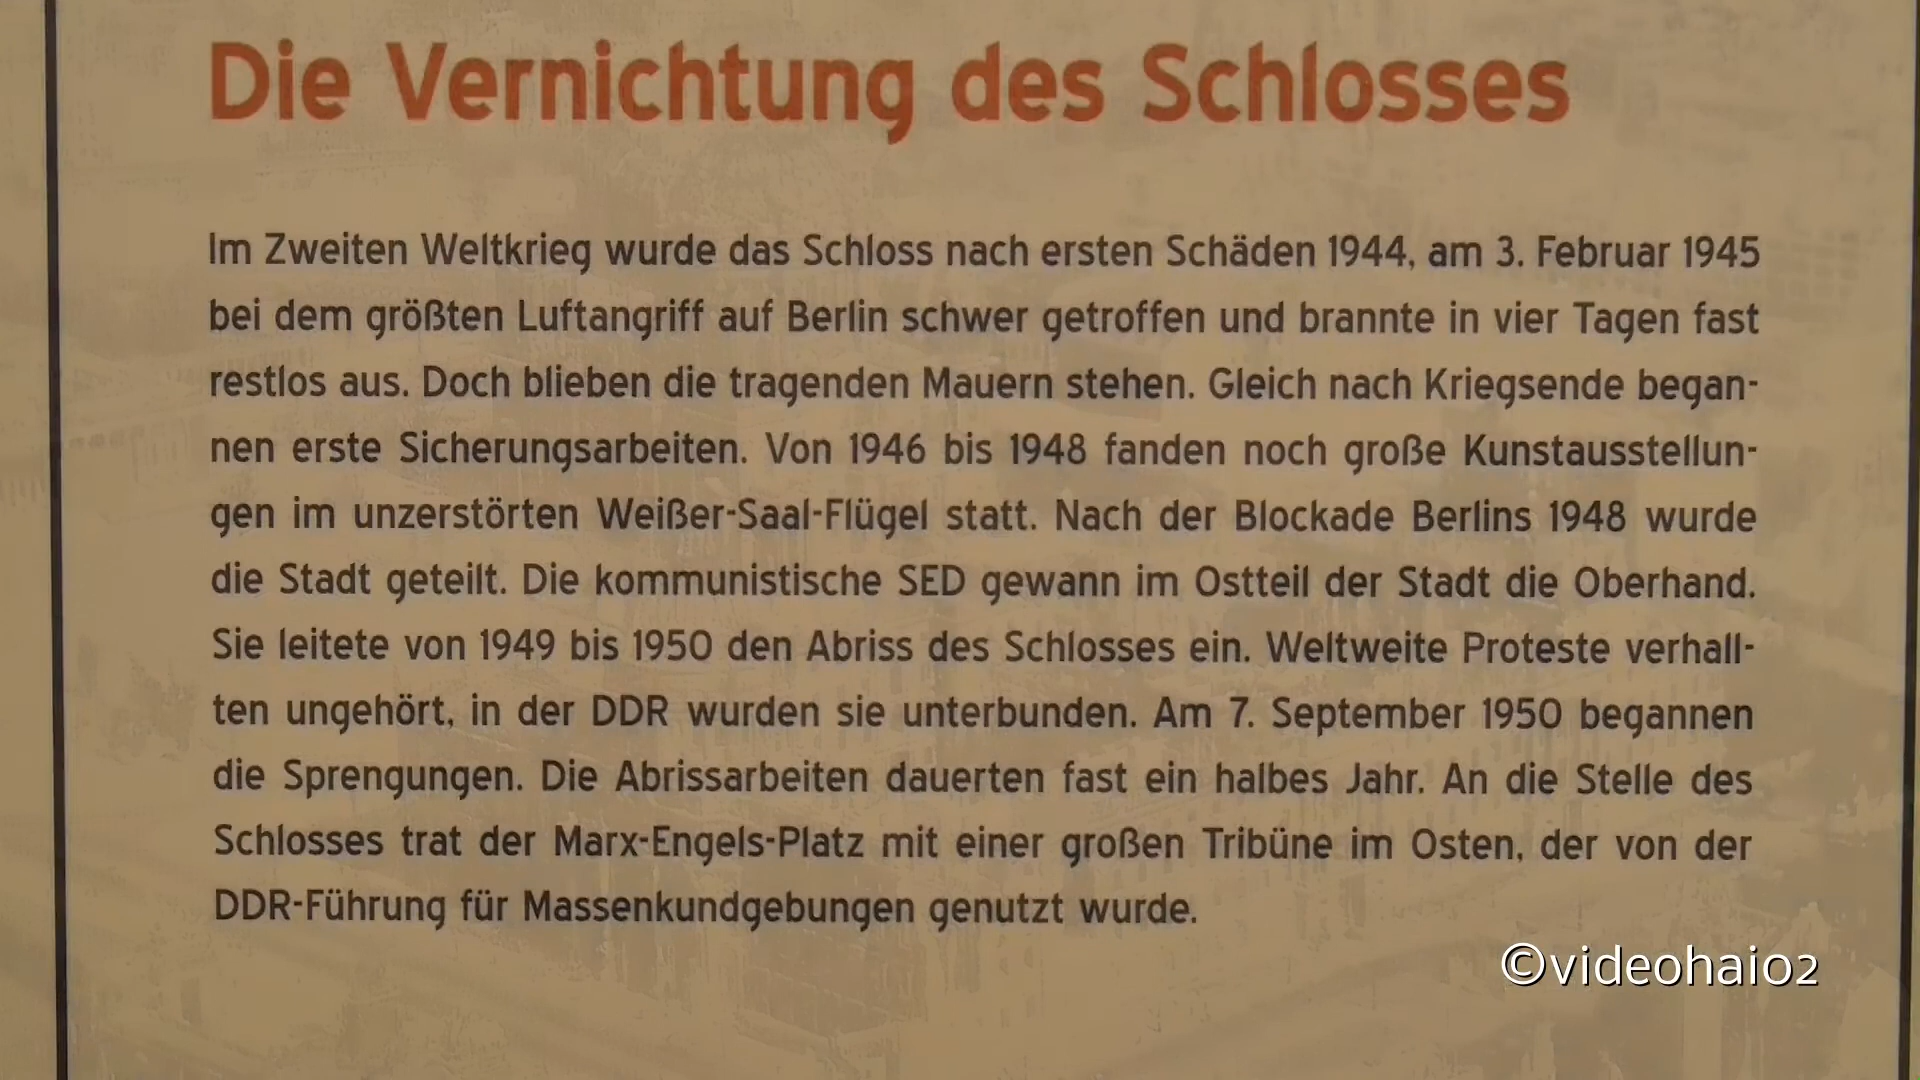 Die Vernichtung des Schlosses
Im Zweiten Weltkrieg wurde das Schloss nach ersten Schäden 1944, am 3. Februar 1945
bei dem größten Luftangriff auf Berlin schwer getroffen und brannte in vier Tagen fast
restlos aus. Doch blieben die tragenden Mauern stehen. Gleich nach Kriegsende began-
nen erste Sicherungsarbeiten. Von 1946 bis 1948 fanden noch große Kunstausstellun-
gen im unzerstörten Weißer-Saal-Flügel statt. Nach der Blockade Berlins 1948 wurde
die Stadt geteilt. Die kommunistische SED gewann im Ostteil der Stadt die Oberhand.
Sie leitete von 1949 bis 1950 den Abriss des Schlosses ein. Weltweite Proteste verhall-
ten ungehört, in der DDR wurden sie unterbunden. Am 7. September 1950 begannen
die Sprengungen. Die Abrissarbeiten dauerten fast ein halbes Jahr. An die Stelle des
Schlosses trat der Marx-Engels-Platz mit einer großen Tribüne im Osten, der von der
DDR-Führung für Massenkundgebungen genutzt wurde.
©videohaio2